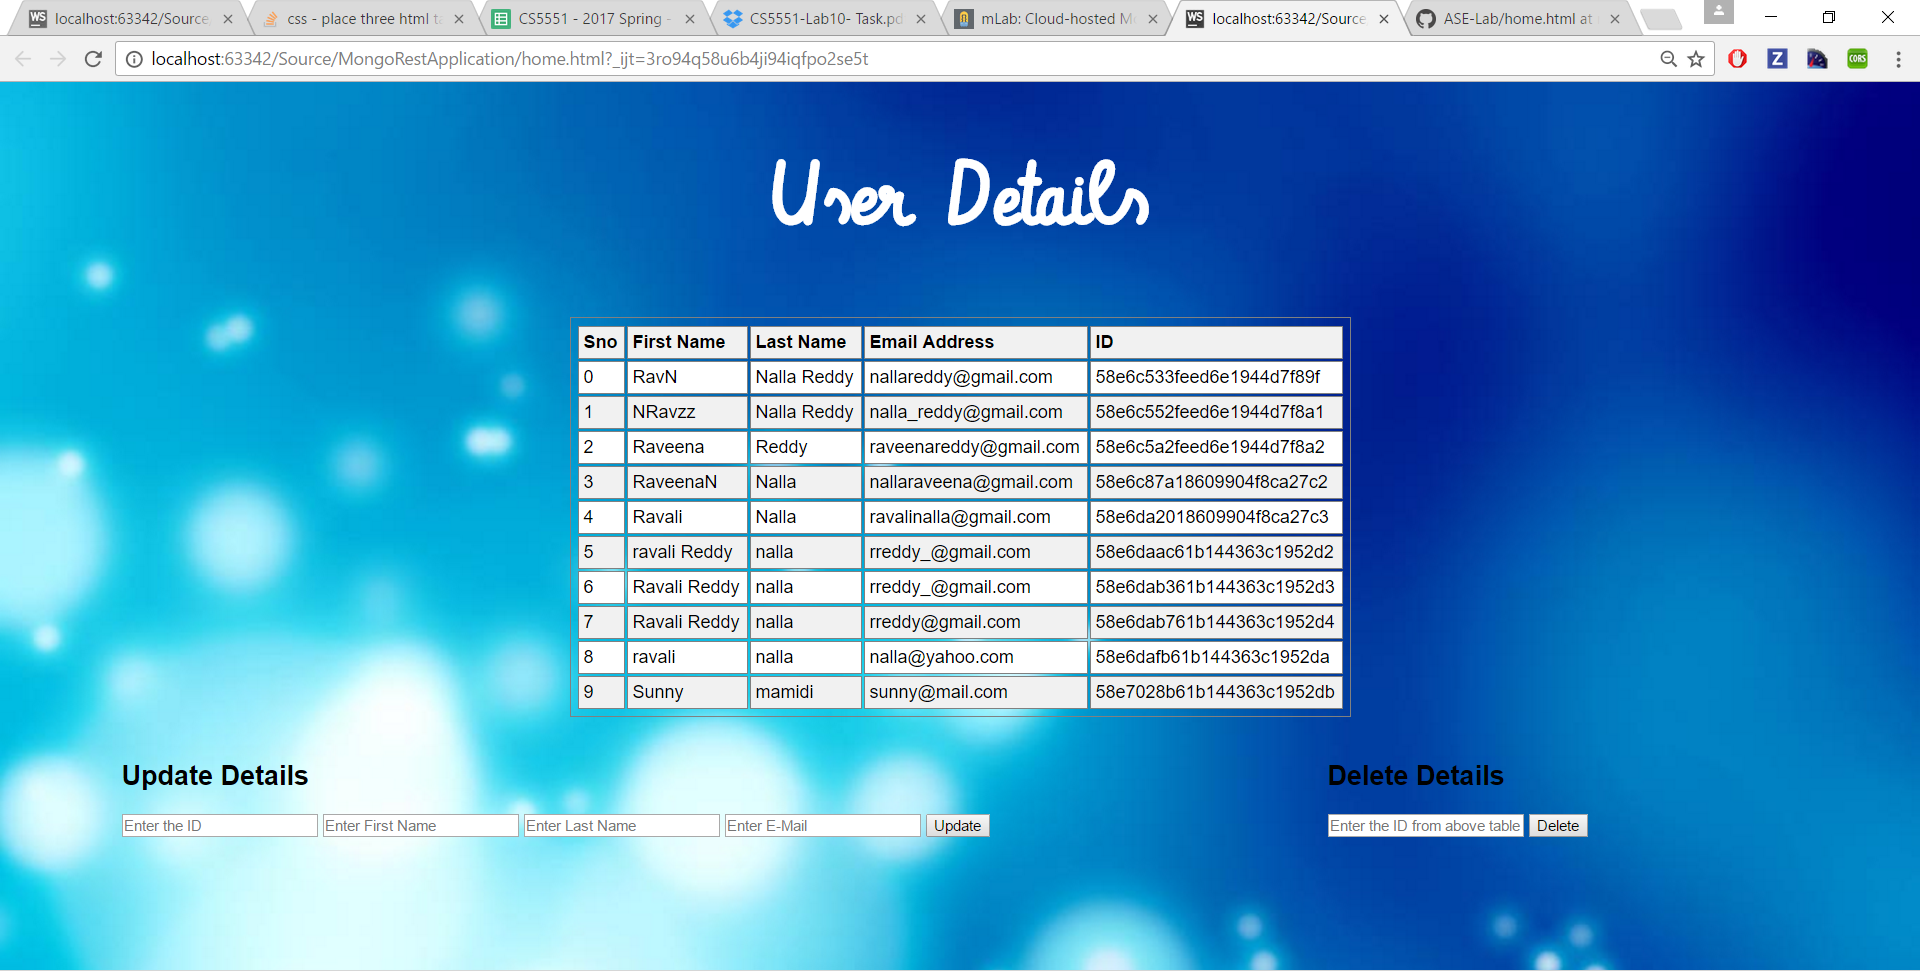 localhost:63342/Source,
css - place three html ta
CS5551 - 2017 Spring -
CS5551-Lab10- Task.pd
mLab: Cloud-hosted M
localhost:63342/Source
ASE-Lab/home.html at
localhost:63342/Source/MongoRestApplication/home.html?_ijt=3ro94q58u6b4ji94iqfpo2se5t
User Details
Sno First Name Last Name Email Address ID
0 RavN Nalla Reddy nallareddy@gmail.com 58e6c533feed6e1944d7f89f
1 NRavzz Nalla Reddy nalla_reddy@gmail.com 58e6c552feed6e1944d7f8a1
2 Raveena Reddy raveenareddy@gmail.com 58e6c5a2feed6e1944d7f8a2
3 RaveenaN Nalla nallaraveena@gmail.com 58e6c87a18609904f8ca27c2
4 Ravali Nalla ravalinalla@gmail.com 58e6da2018609904f8ca27c3
5 ravali Reddy nalla rreddy_@gmail.com 58e6daac61b144363c1952d2
6 Ravali Reddy nalla rreddy_@gmail.com 58e6dab361b144363c1952d3
7 Ravali Reddy nalla rreddy@gmail.com 58e6dab761b144363c1952d4
8 ravali nalla nalla@yahoo.com 58e6dafb61b144363c1952da
9 Sunny mamidi sunny@mail.com 58e7028b61b144363c1952db
Update Details
Delete Details
Enter the ID Enter First Name Enter Last Name Enter E-Mail Update
Enter the ID from above table Delete